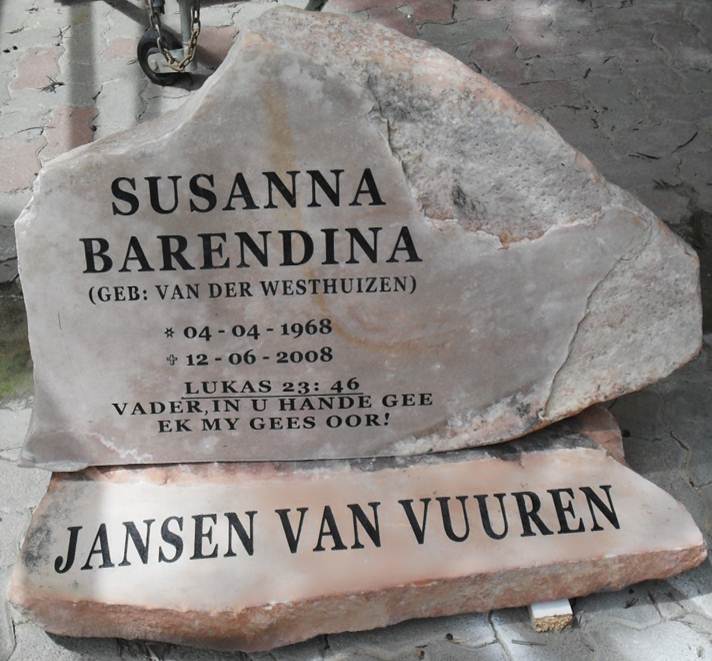 SUSANNA
BARENDINA
(GEB: VAN DER WESTHUIZEN)
✲ 04 - 04 - 1968
✞ 12 - 06 - 2008
LUKAS 23: 46
VADER,IN U HANDE GEE
EK MY GEES OOR!
JANSEN VAN VUUREN